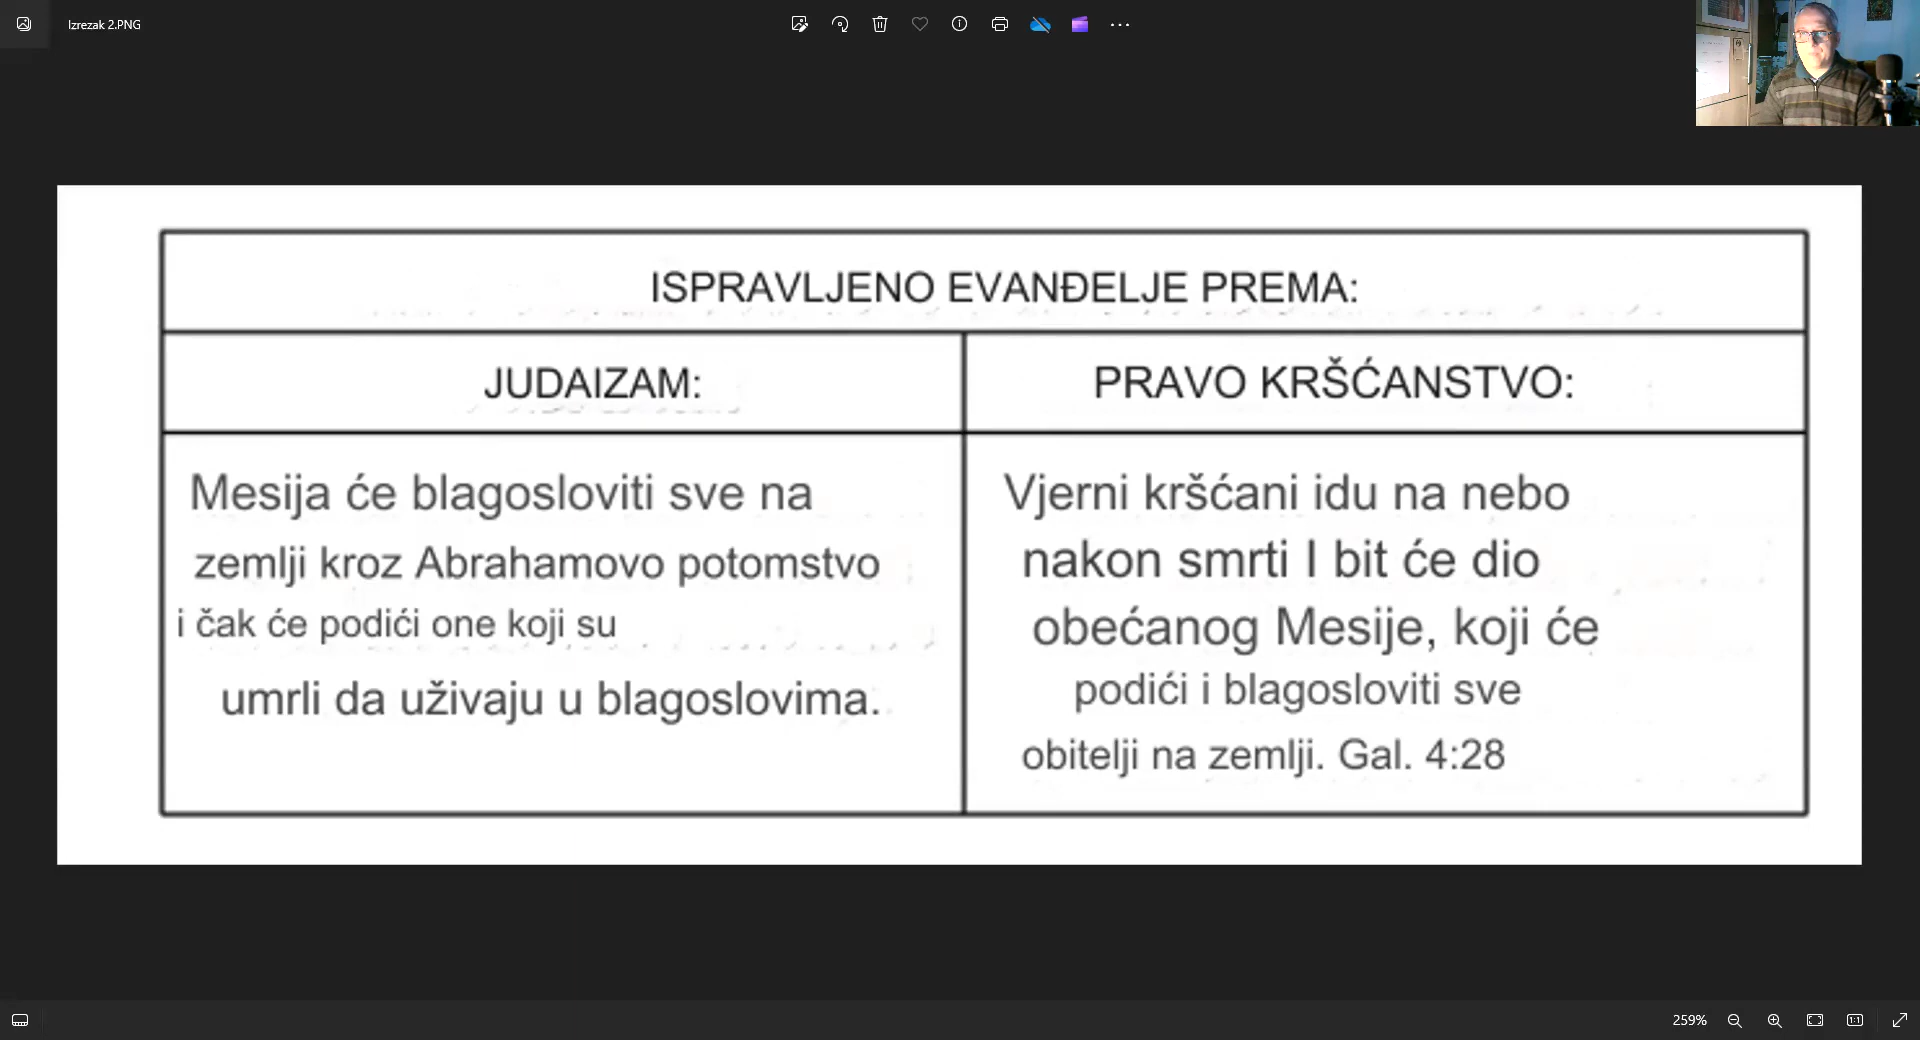 Izrezak 2.PNG
ISPRAVLJENO EVANĐELJE PREMA:
JUDAIZAM:
PRAVO KRŠĆANSTVO:
Mesija će blagosloviti sve na
zemlji kroz Abrahamovo potomstvo
i čak će podići one koji su
umrli da uživaju u blagoslovima.
Vjerni kršćani idu na nebo
nakon smrti I bit će dio
obećanog Mesije, koji će
podići i blagosloviti sve
obitelji na zemlji. Gal. 4:28
259%
1:1